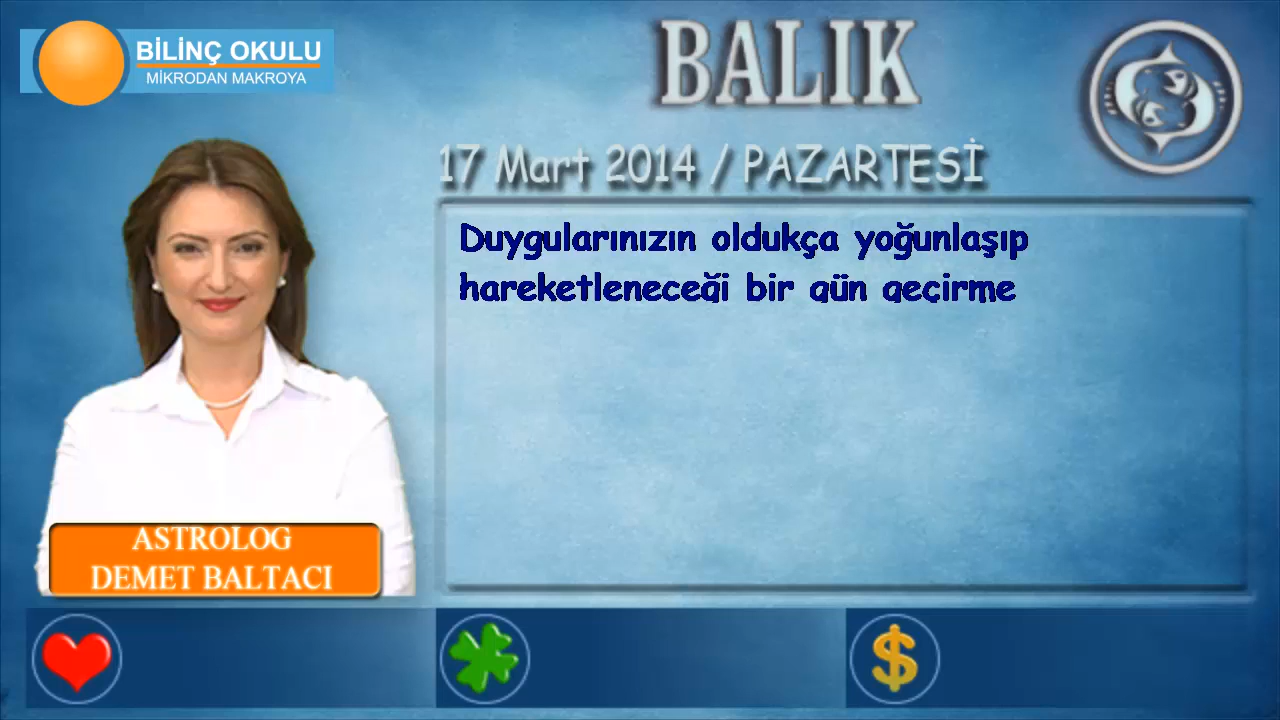 BİLİNÇ OKULU
MİKRODAN MAKROYA
BALIK
17 Mart 2014 / PAZARTESİ
Duygularınızın oldukça yoğunlaşıp
hareketleneceği bir gün geçirme
ASTROLOG
DEMET BALTACI
$